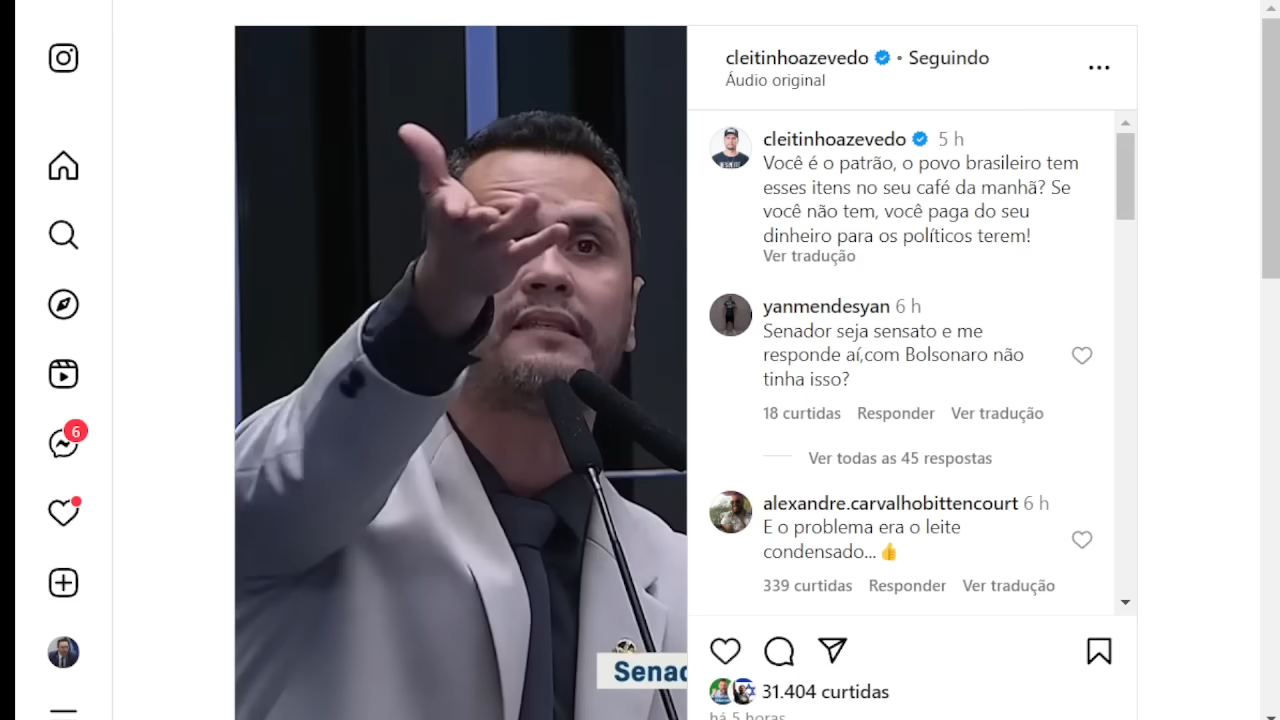 cleitinhoazevedo • Seguindo
Áudio original
cleitinhoazevedo 5 h
Você é o patrão, o povo brasileiro tem
esses itens no seu café da manhã? Se
você não tem, você paga do seu
dinheiro para os políticos terem!
Ver tradução
yanmendesyan 6 h
Senador seja sensato e me
responde aí,com Bolsonaro não
tinha isso?
18 curtidas Responder Ver tradução
Ver todas as 45 respostas
alexandre.carvalhobittencourt 6 h
E o problema era o leite
condensado... 👍
339 curtidas Responder Ver tradução
6
Senad
31.404 curtidas
há 5 horas